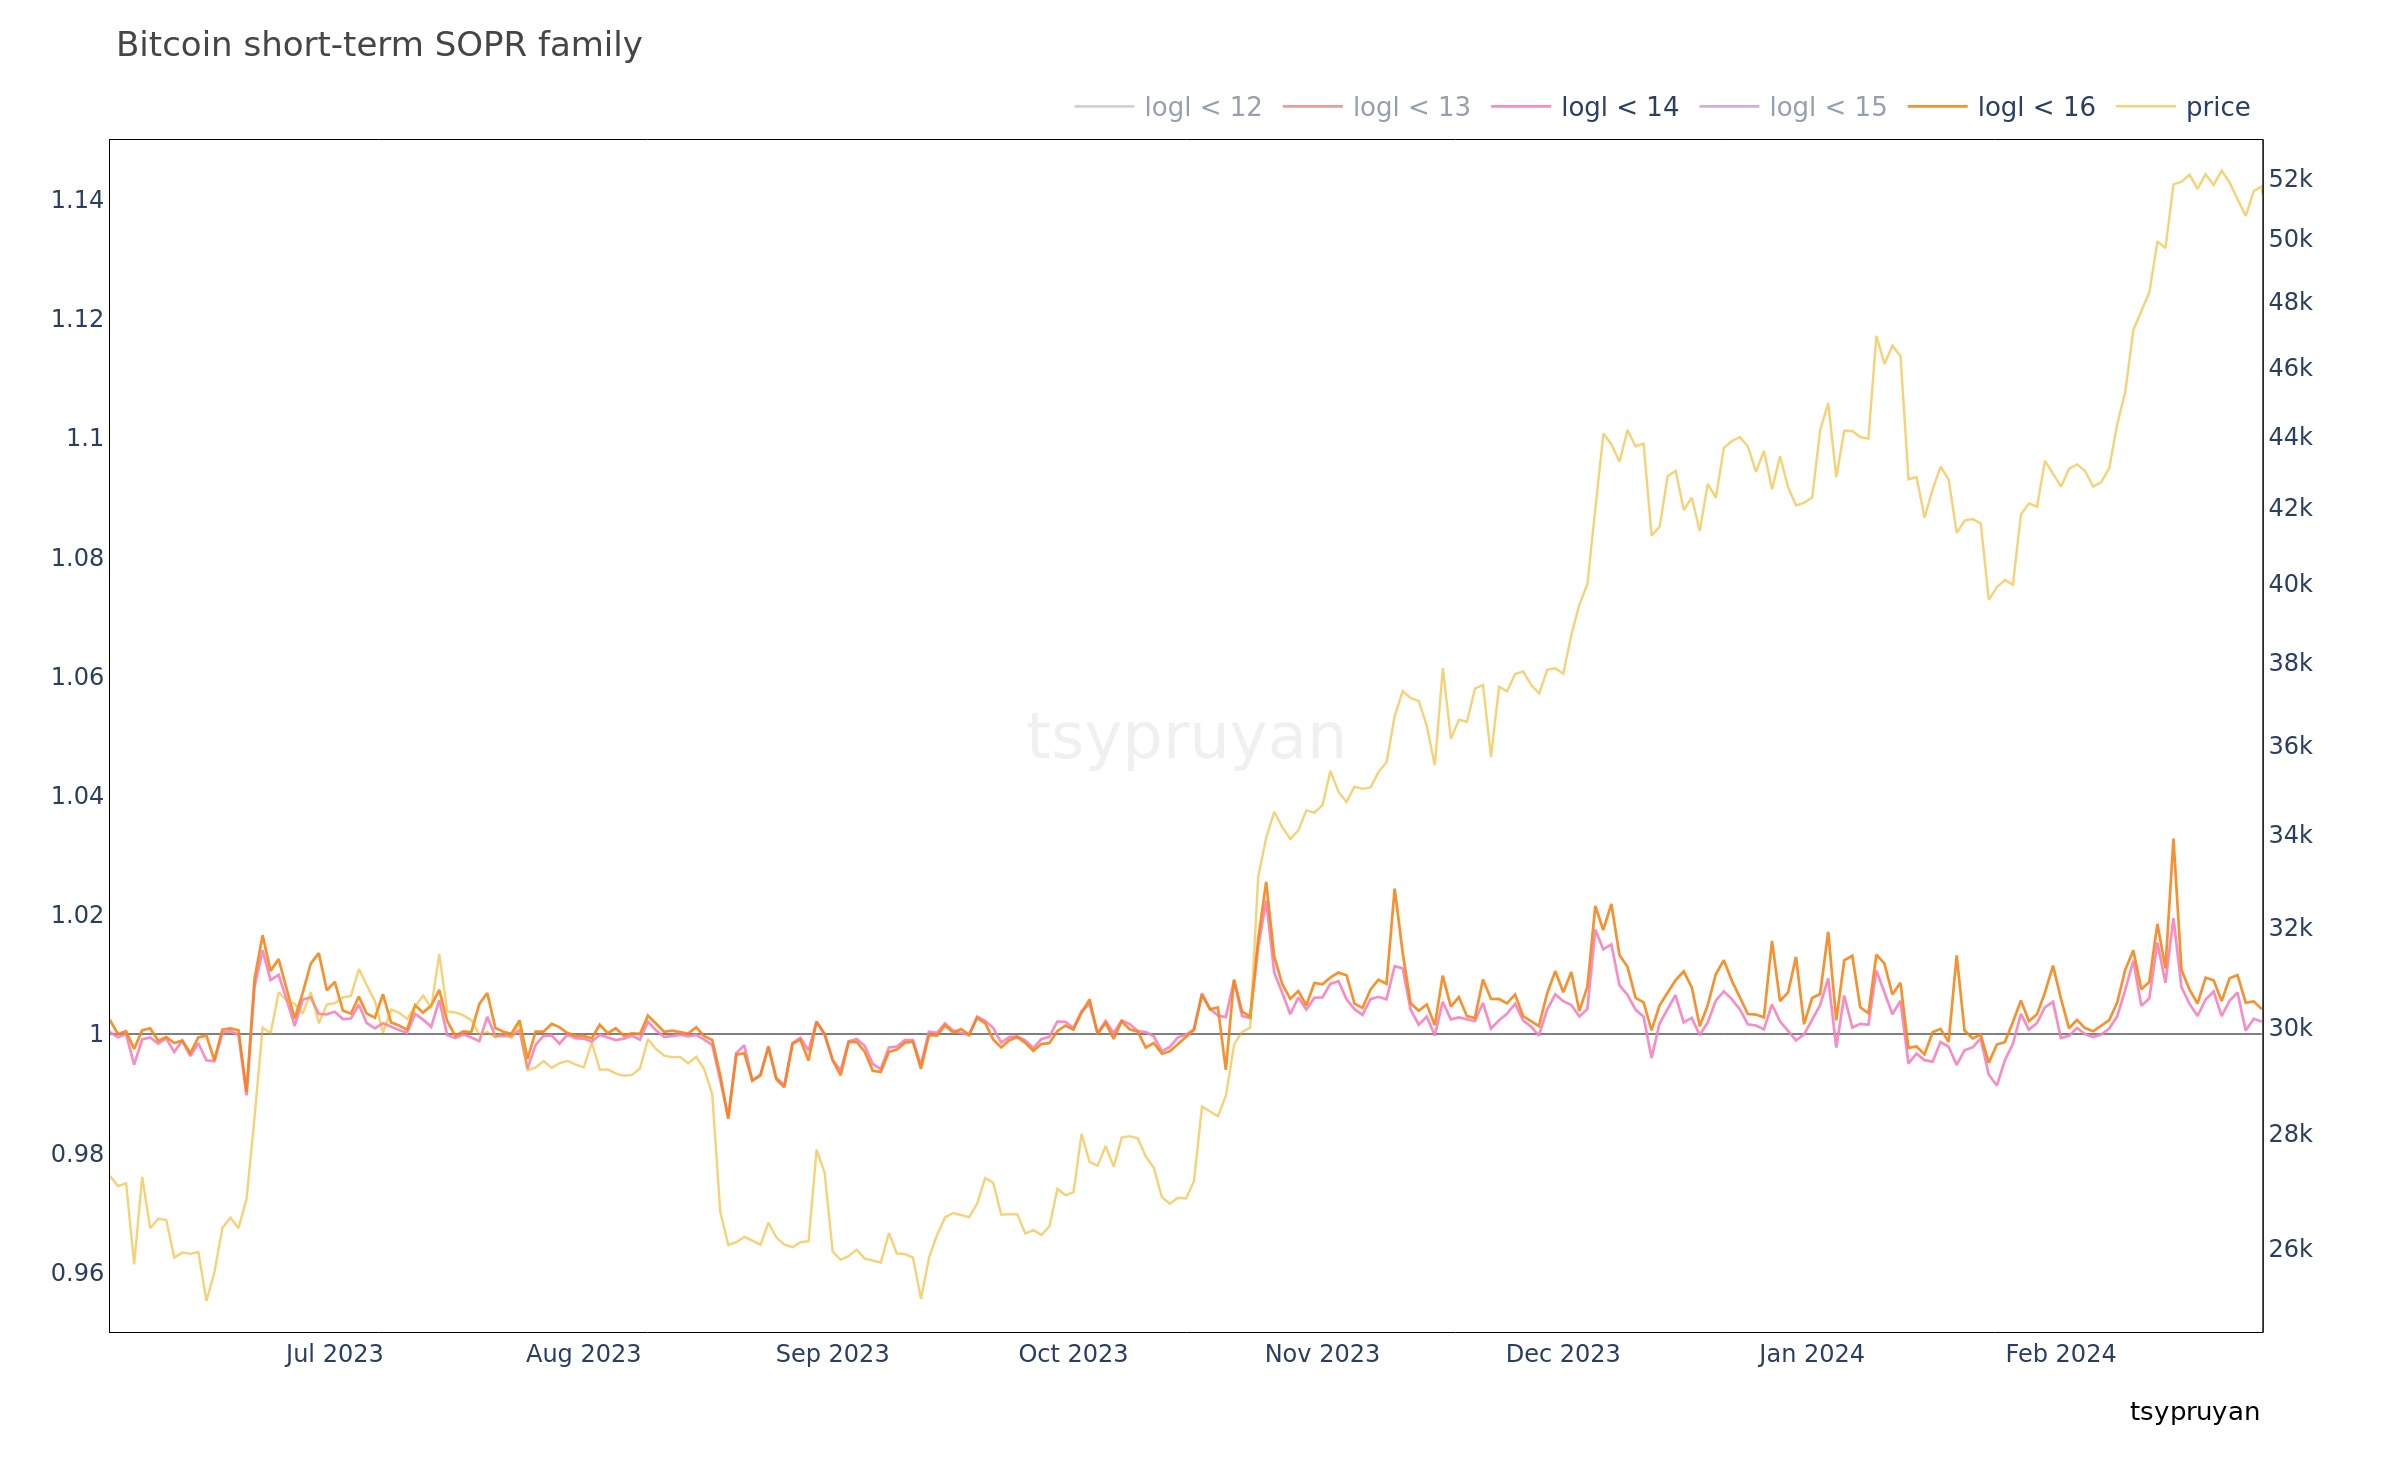 Bitcoin short-term SOPR family
logl < 12 logl < 13 logl < 14 logl < 15 logl < 16 price
1.14
1.12
1.1
1.08
1.06
1.04
1.02
1
0.98
0.96
52k
50k
48k
46k
44k
42k
40k
38k
36k
34k
32k
30k
28k
26k
tsypruyan
Jul 2023 Aug 2023 Sep 2023 Oct 2023 Nov 2023 Dec 2023 Jan 2024 Feb 2024
tsypruyan